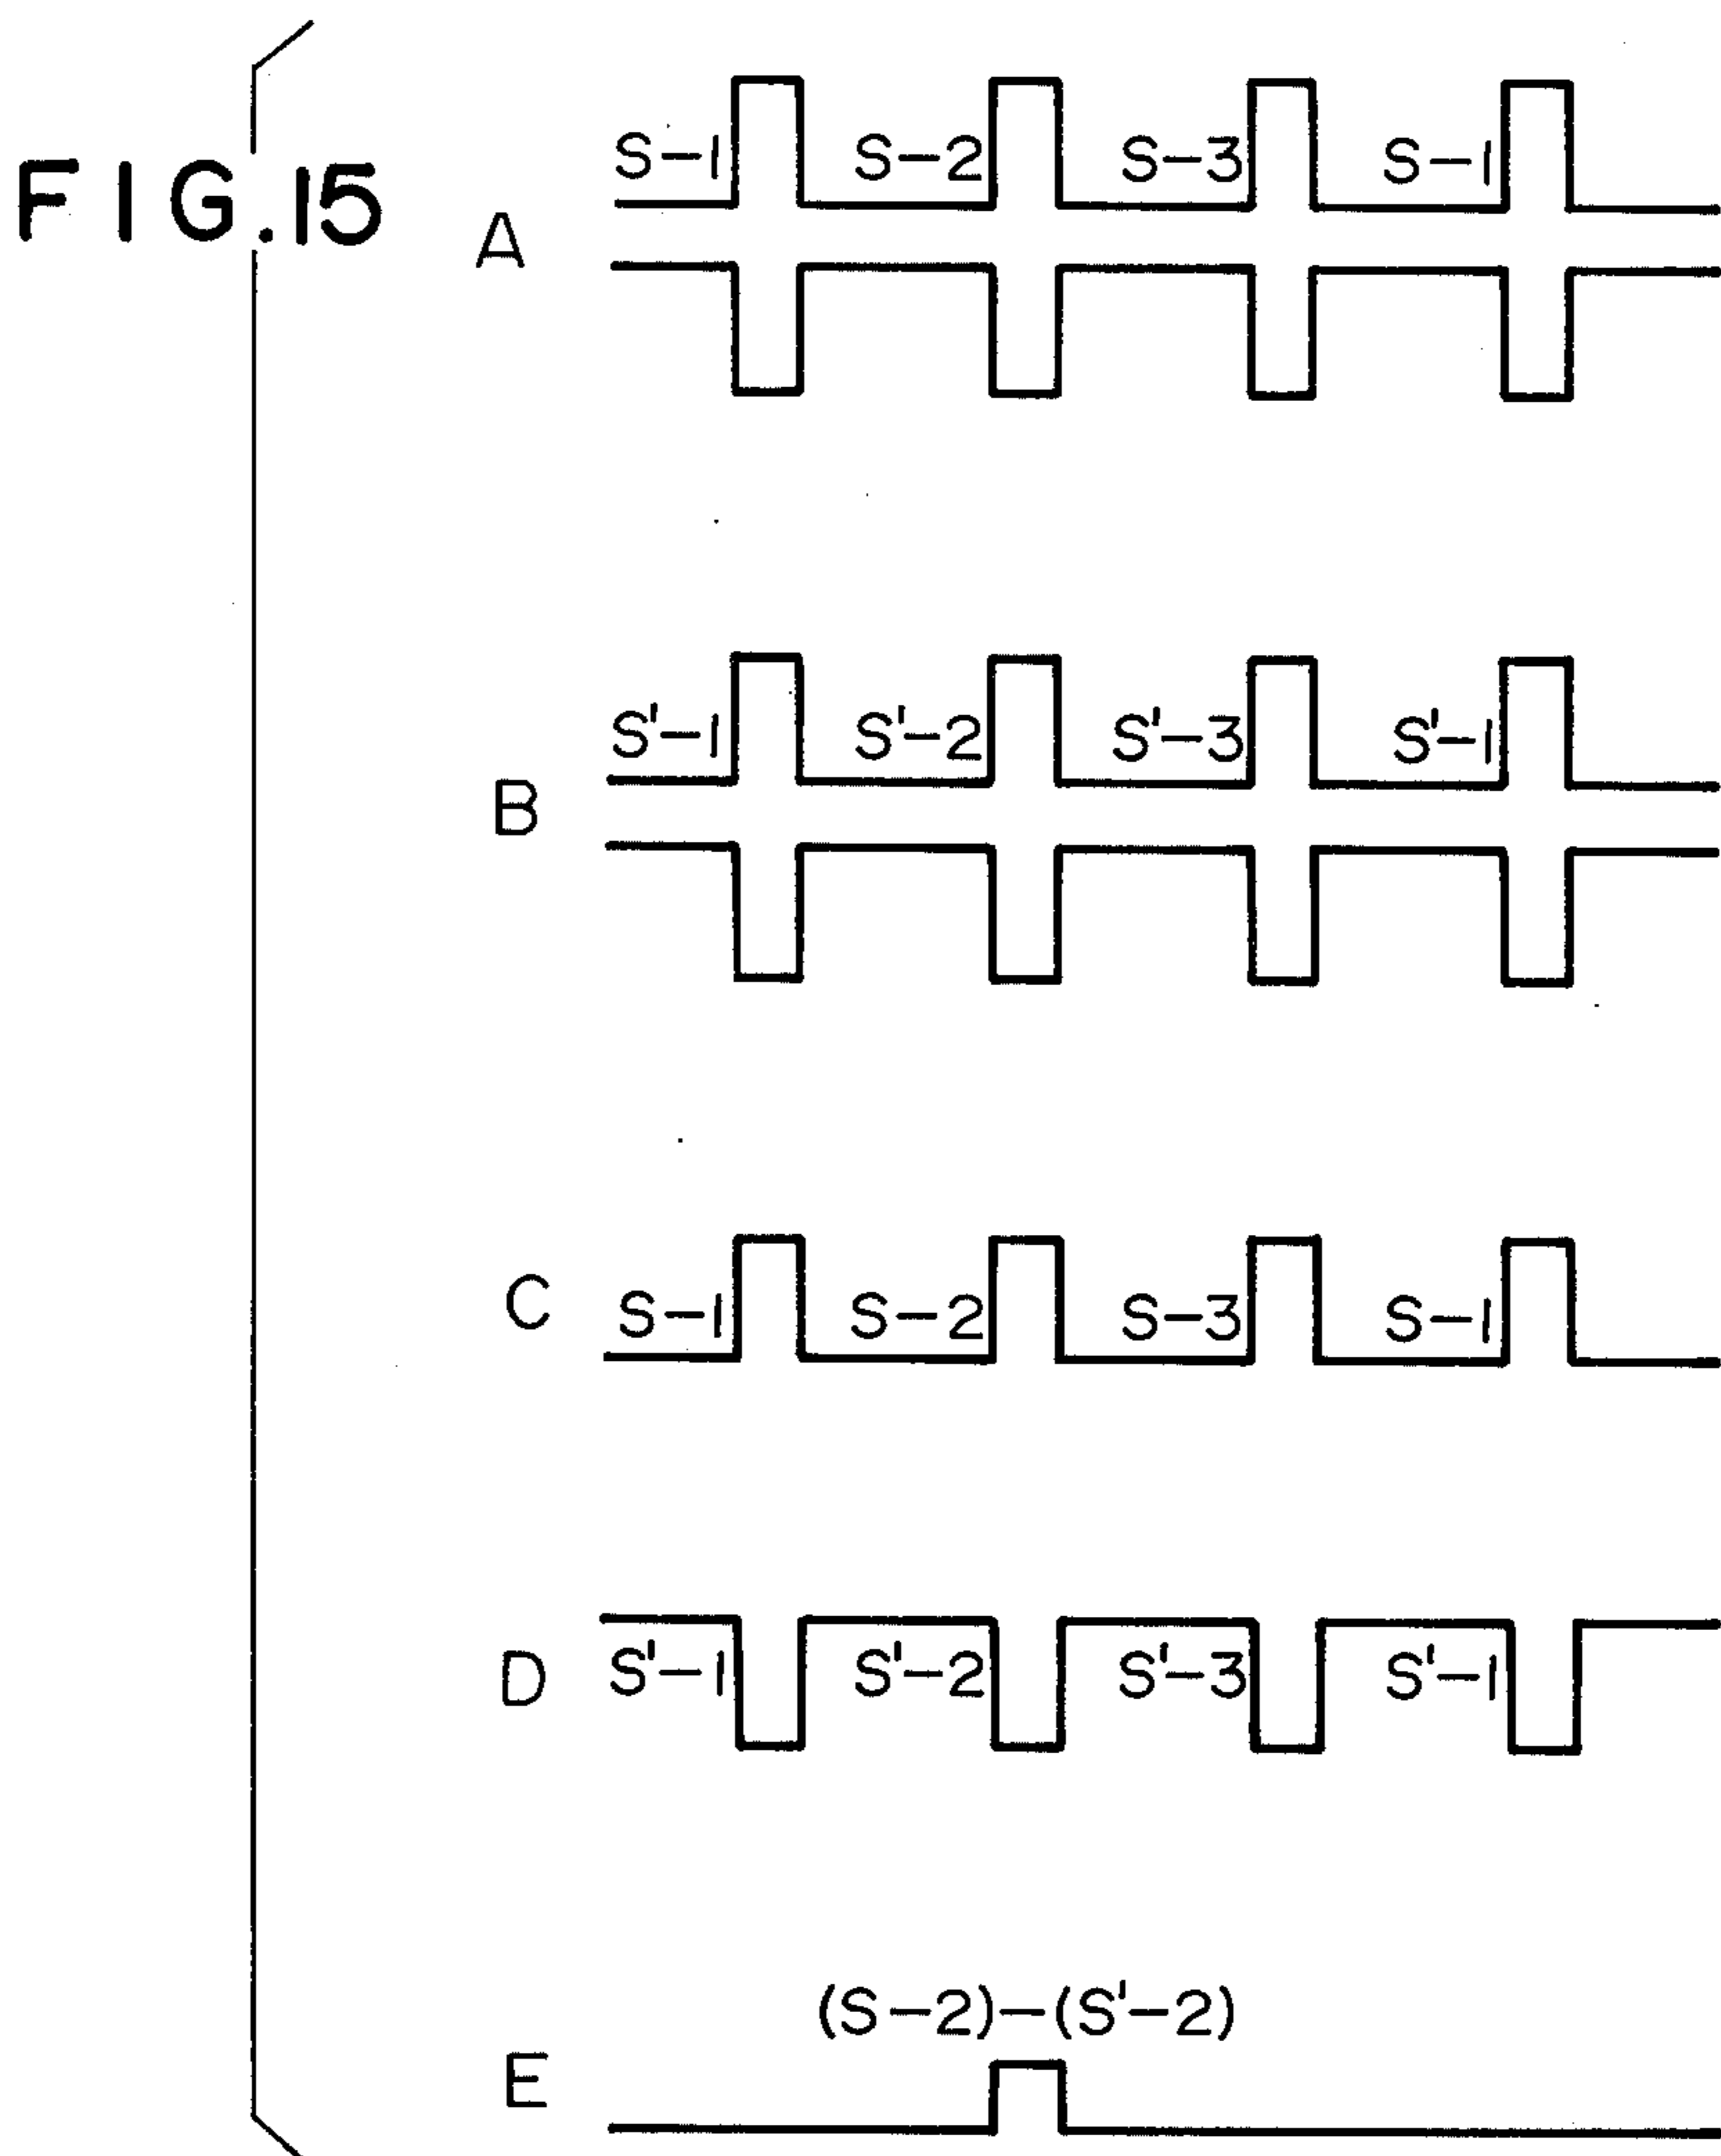 FIG.15
A
S-1 S-2 S-3 S-1
B
S'-1 S'-2 S'-3 S'-1
C
S-1 S-2 S-3 S-1
D
S'-1 S'-2 S'-3 S'-1
(S-2)-(S'-2)
E